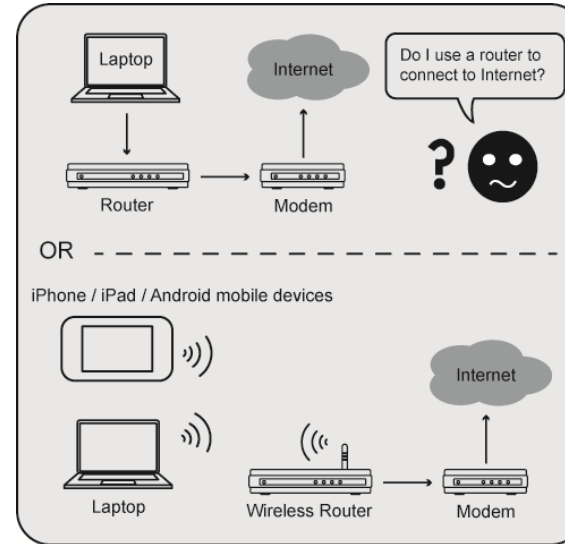 Laptop
Internet
Do I use a router to
connect to Internet?
?
Router
Modem
OR
iPhone / iPad / Android mobile devices
Internet
Laptop
Wireless Router
Modem